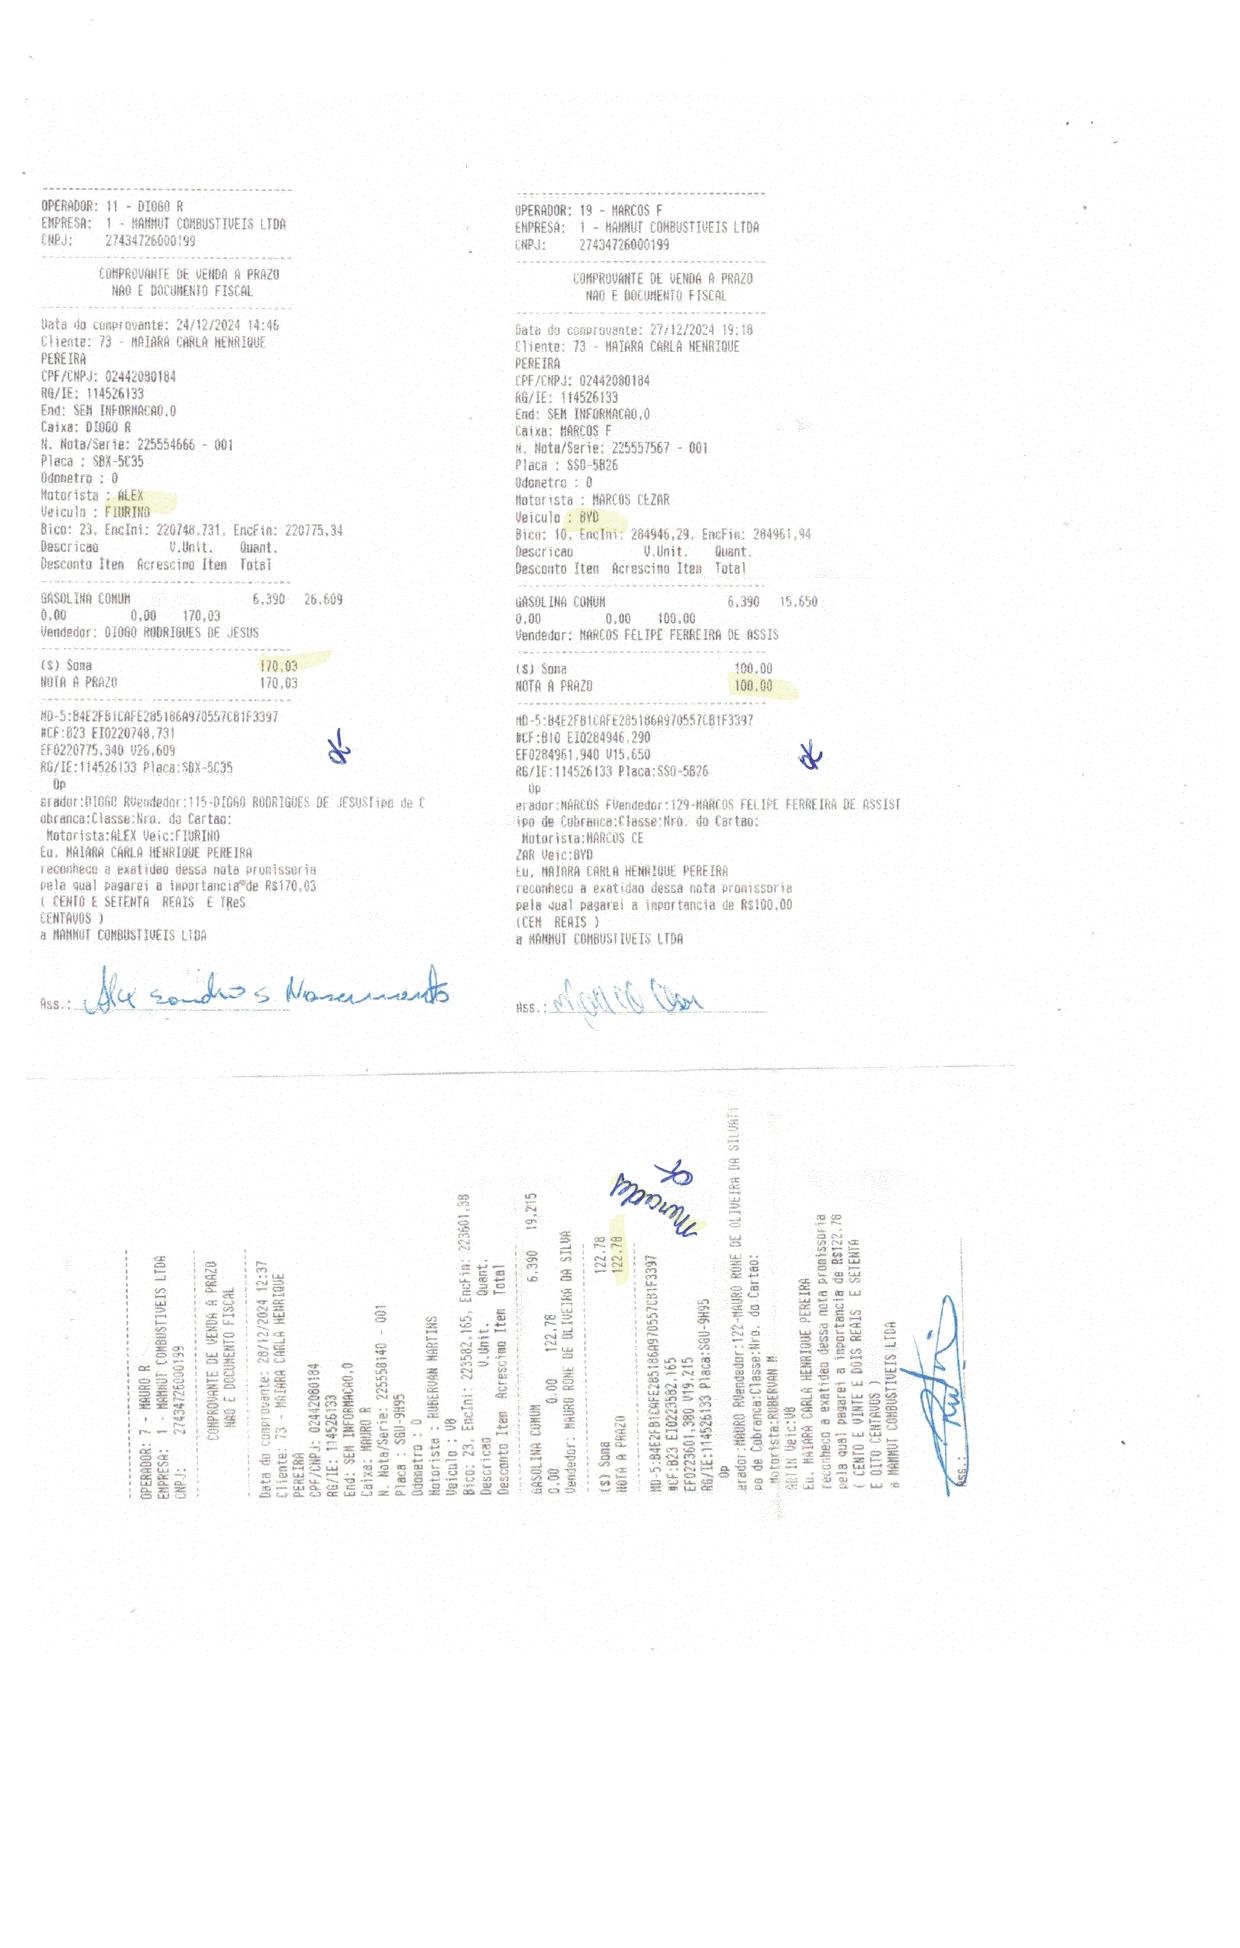 OPERADOR: 11 - DIOGO R
EMPRESA: 1 - MAMMUT COMBUSTIVEIS LTDA
CNPJ: 27434726000199
COMPROVANTE DE VENDA A PRAZO
NAO E DOCUMENTO FISCAL
Data do comprovante: 24/12/2024 14:46
Cliente: 73 - MAIARA CARLA HENRIQUE
PEREIRA
CPF/CNPJ: 02442080184
RG/IE: 114526133
End: SEM INFORMACAO,0
Caixa: DIOGO R
N. Nota/Serie: 225554666 - 001
Placa : SBX-5C35
Odometro : 0
Motorista : ALEX
Veiculo : FIURINO
Bico: 23, EncIni: 220748,731, EncFin: 220775,34
Descricao V.Unit. Quant.
Desconto Item Acrescimo Item Total
GASOLINA COMUM 6,390 26,609
0,00 0,00 170,03
Vendedor: DIOGO RODRIGUES DE JESUS
($) Soma 170,03
NOTA A PRAZO 170,03
MD-5:B4E2FB1CAFE285186A970557CB1F3397
#CF:B23 EI0220748,731
EF0220775,340 V26,609
RG/IE:114526133 Placa:SBX-5C35
Op
erador:DIOGO RVendedor:115-DIOGO RODRIGUES DE JESUSTipo de C
obranca:Classe:Nro. do Cartao:
Motorista:ALEX Veic:FIURINO
Eu, MAIARA CARLA HENRIQUE PEREIRA
reconheco a exatidao dessa nota promissoria
pela qual pagarei a importancia de R$170,03
( CENTO E SETENTA REAIS E TReS
CENTAVOS )
a MAMMUT COMBUSTIVEIS LTDA
ok
Ass.: Alex sandro s Nascimento
OPERADOR: 19 - MARCOS F
EMPRESA: 1 - MAMMUT COMBUSTIVEIS LTDA
CNPJ: 27434726000199
COMPROVANTE DE VENDA A PRAZO
NAO E DOCUMENTO FISCAL
Data do comprovante: 27/12/2024 19:18
Cliente: 73 - MAIARA CARLA HENRIQUE
PEREIRA
CPF/CNPJ: 02442080184
RG/IE: 114526133
End: SEM INFORMACAO,0
Caixa: MARCOS F
N. Nota/Serie: 225557567 - 001
Placa : SSO-5B26
Odometro : 0
Motorista : MARCOS CEZAR
Veiculo : BYD
Bico: 10, EncIni: 284946,29, EncFin: 284961,94
Descricao V.Unit. Quant.
Desconto Item Acrescimo Item Total
GASOLINA COMUM 6,390 15,650
0,00 0,00 100,00
Vendedor: MARCOS FELIPE FERREIRA DE ASSIS
($) Soma 100,00
NOTA A PRAZO 100,00
MD-5:B4E2FB1CAFE285186A970557CB1F3397
#CF:B10 EI0284946,290
EF0284961,940 V15,650
RG/IE:114526133 Placa:SSO-5B26
Op
erador:MARCOS FVendedor:129-MARCOS FELIPE FERREIRA DE ASSIST
ipo de Cobranca:Classe:Nro. do Cartao:
Motorista:MARCOS CE
ZAR Veic:BYD
Eu, MAIARA CARLA HENRIQUE PEREIRA
reconheco a exatidao dessa nota promissoria
pela qual pagarei a importancia de R$100,00
(CEM REAIS )
a MAMMUT COMBUSTIVEIS LTDA
ok
Ass.:
OPERADOR: 7 - MAURO R
EMPRESA: 1 - MAMMUT COMBUSTIVEIS LTDA
CNPJ: 27434726000199
COMPROVANTE DE VENDA A PRAZO
NAO E DOCUMENTO FISCAL
Data do comprovante: 28/12/2024 12:37
Cliente: 73 - MAIARA CARLA HENRIQUE
PEREIRA
CPF/CNPJ: 02442080184
RG/IE: 114526133
End: SEM INFORMACAO,0
Caixa: MAURO R
N. Nota/Serie: 225558140 - 001
Placa : SGU-9H95
Odometro : 0
Motorista : RUBERVAN MARTINS
Veiculo : V8
Bico: 23, EncIni: 223582,165, EncFin: 223601,38
Descricao V.Unit. Quant.
Desconto Item Acrescimo Item Total
GASOLINA COMUM 6,390 19,215
0,00 0,00 122,78
Vendedor: MAURO RONE DE OLIVEIRA DA SILVA
($) Soma 122,78
NOTA A PRAZO 122,78
Mercedes
ok
MD-5:B4E2FB1CAFE285186A970557CB1F3397
#CF:B23 EI0223582,165
EF0223601,380 V19,215
RG/IE:114526133 Placa:SGU-9H95
Op
erador:MAURO RVendedor:122-MAURO RONE DE OLIVEIRA DA SILVATi
po de Cobranca:Classe:Nro. do Cartao:
Motorista:RUBERVAN M
ARTIN Veic:V8
Eu, MAIARA CARLA HENRIQUE PEREIRA
reconheco a exatidao dessa nota promissoria
pela qual pagarei a importancia de R$122,78
( CENTO E VINTE E DOIS REAIS E SETENTA
E OITO CENTAVOS )
a MAMMUT COMBUSTIVEIS LTDA
Ass.: